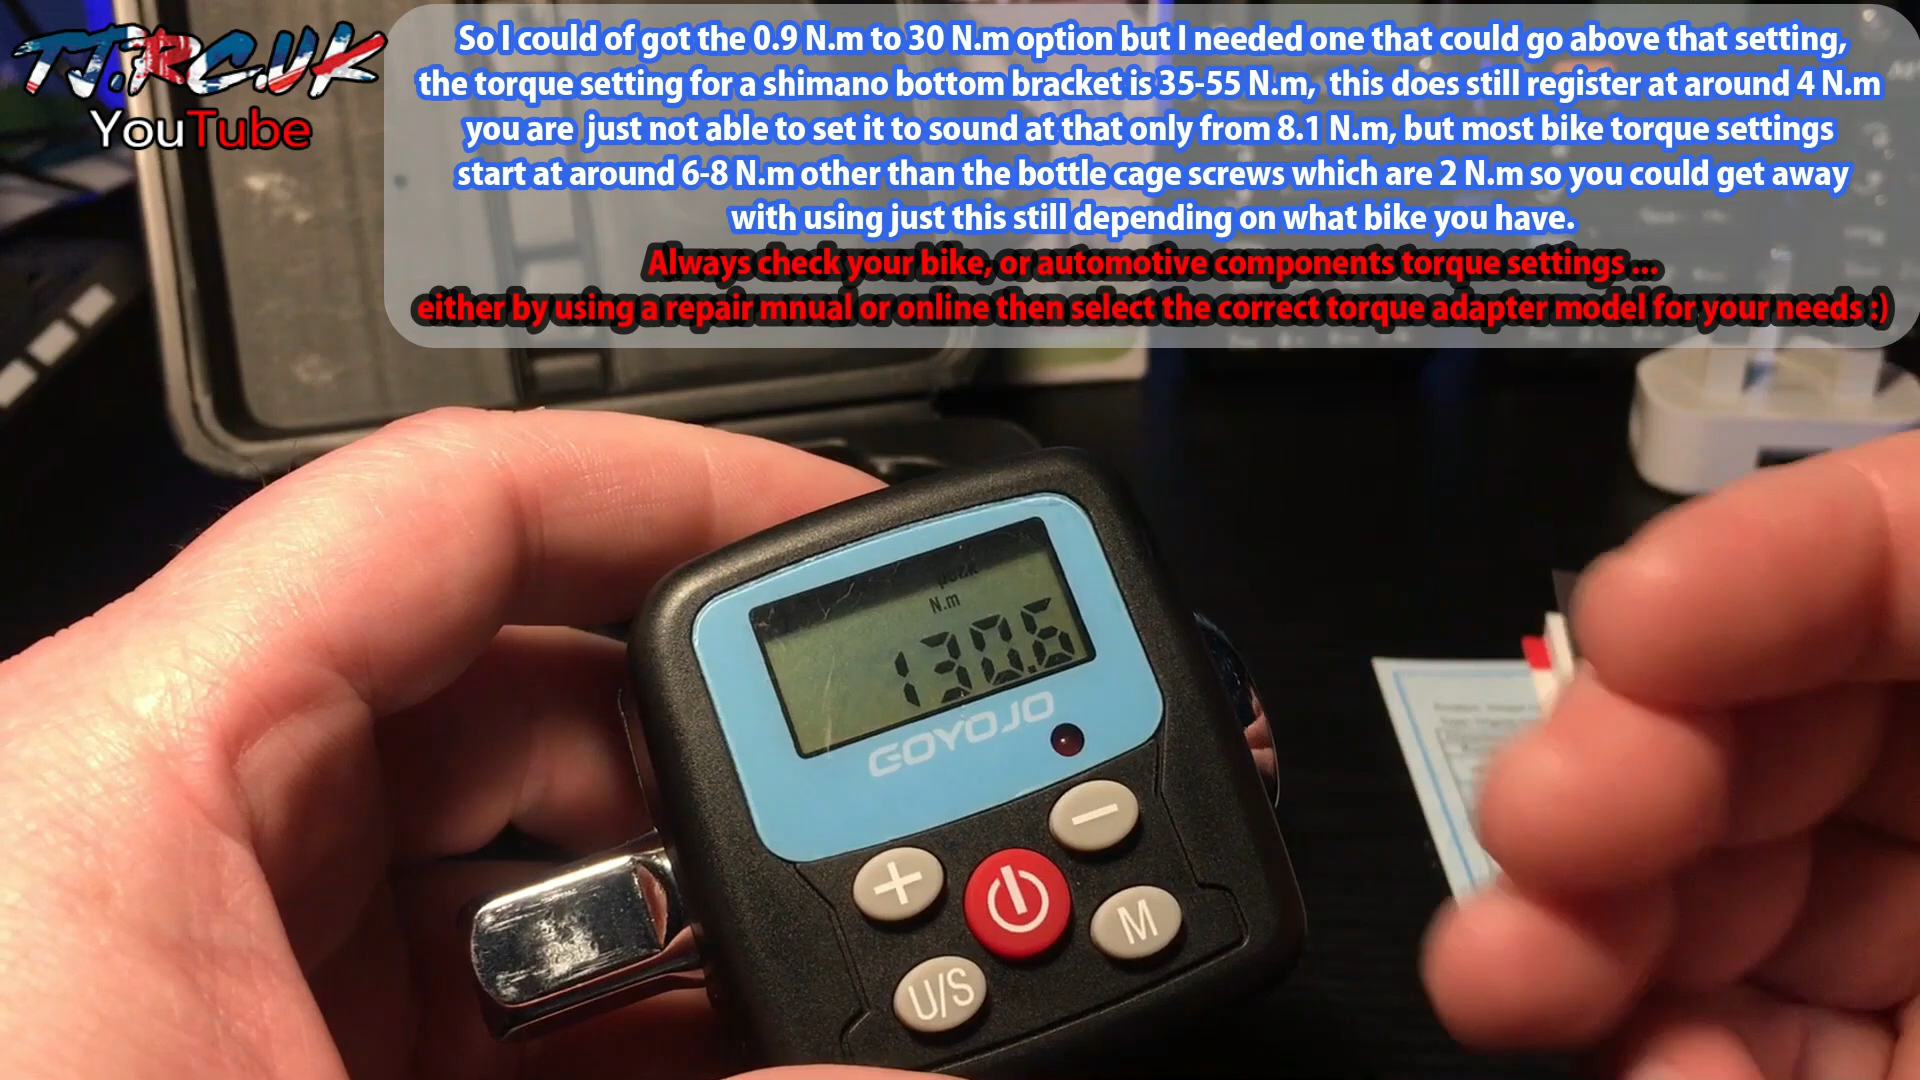 TJ.RC.UK
YouTube
So I could of got the 0.9 N.m to 30 N.m option but I needed one that could go above that setting,
the torque setting for a shimano bottom bracket is 35-55 N.m, this does still register at around 4 N.m
you are just not able to set it to sound at that only from 8.1 N.m, but most bike torque settings
start at around 6-8 N.m other than the bottle cage screws which are 2 N.m so you could get away
with using just this still depending on what bike you have.
Always check your bike, or automotive components torque settings ...
either by using a repair mnual or online then select the correct torque adapter model for your needs :)
N.m
130.6
GOYOJO
M
U/S